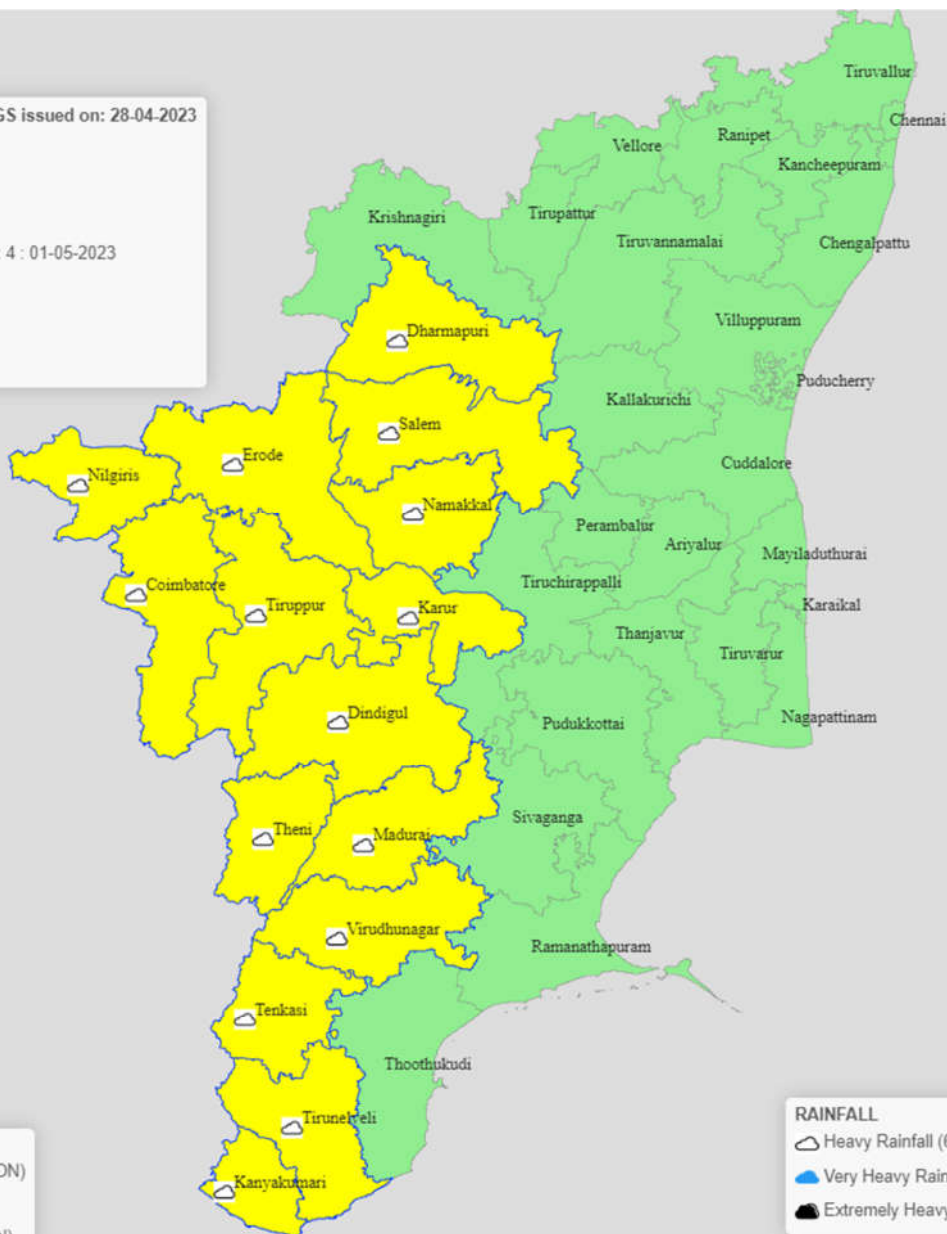 GS issued on: 28-04-2023
4 : 01-05-2023
Tiruvallur
Chennai
Ranipet
Vellore
Kancheepuram
Krishnagiri
Tirupattur
Tiruvannamalai
Chengalpattu
Villuppuram
Dharmapuri
Puducherry
Kallakurichi
Salem
Erode
Cuddalore
Nilgiris
Namakkal
Perambalur
Ariyalur
Mayiladuthurai
Coimbatore
Tiruchirappalli
Tiruppur
Karur
Karaikal
Thanjavur
Tiruvarur
Dindigul
Pudukkottai
Nagapattinam
Sivaganga
Theni
Madurai
Virudhunagar
Ramanathapuram
Tenkasi
Thoothukudi
Tirunelveli
Kanyakumari
ON)
RAINFALL
Heavy Rainfall (6
Very Heavy Rain
Extremely Heavy